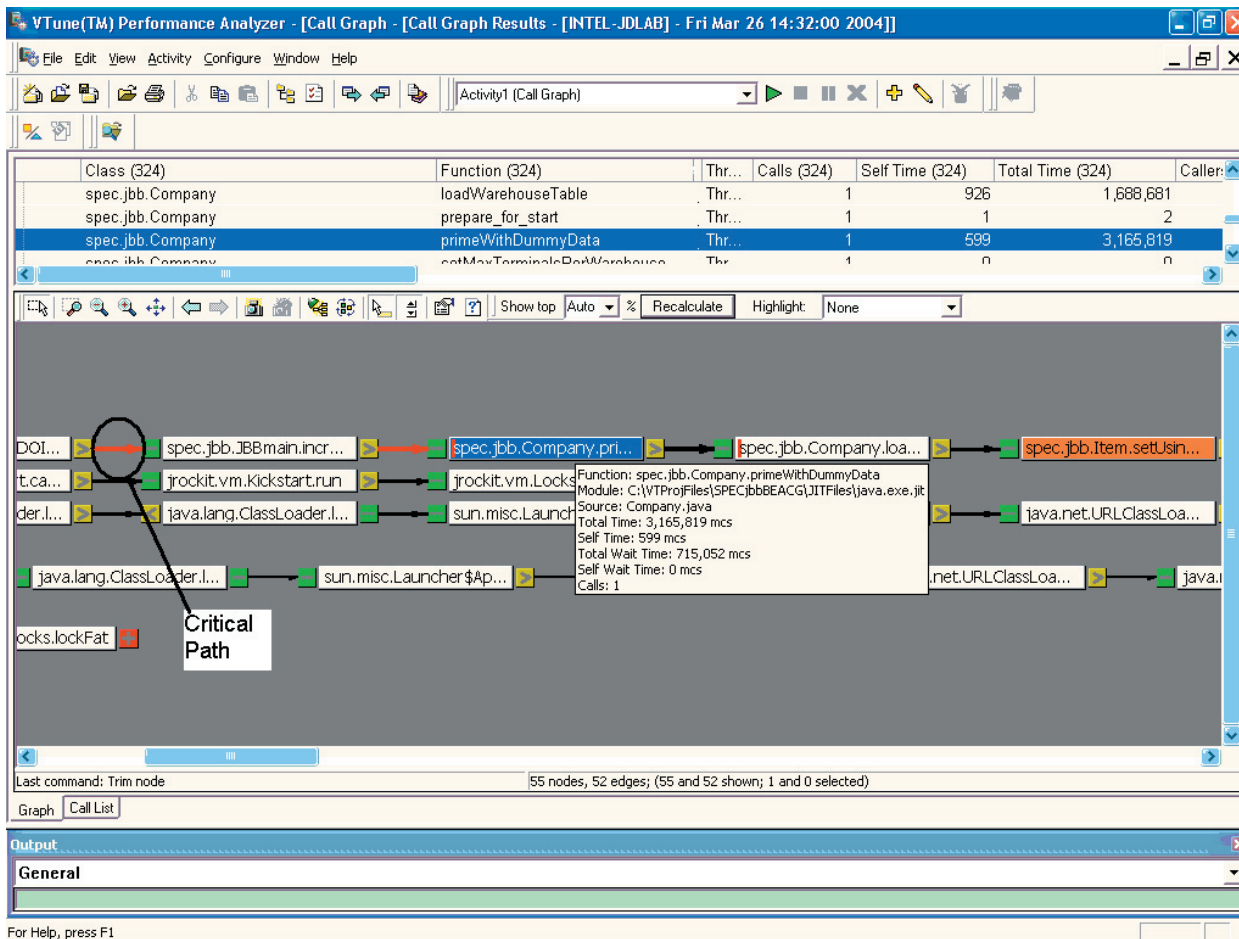 VTune(TM) Performance Analyzer - [Call Graph - [Call Graph Results - [INTEL-JDLAB] - Fri Mar 26 14:32:00 2004]]
File Edit View Activity Configure Window Help
Activity1 (Call Graph)
Class (324) Function (324) Thr... Calls (324) Self Time (324) Total Time (324) Caller:
spec.jbb.Company loadWarehouseTable Thr... 1 926 1,688,681
spec.jbb.Company prepare_for_start Thr... 1 1 2
spec.jbb.Company primeWithDummyData Thr... 1 599 3,165,819
spec.jbb.Company setMaxTerminalsPerWarehouse Thr 1 0 0
Show top Auto % Recalculate Highlight: None
DOI... spec.jbb.JBBmain.incr... spec.jbb.Company.pri... spec.jbb.Company.loa... spec.jbb.Item.setUsin...
t.ca... jrockit.vm.Kickstart.run jrockit.vm.Locks
der.l... java.lang.ClassLoader.l... sun.misc.Launch java.net.URLClassLoa...
Function: spec.jbb.Company.primeWithDummyData
Module: C:\VTProjFiles\SPECjbbBEACG\JITFiles\java.exe.jit
Source: Company.java
Total Time: 3,165,819 mcs
Self Time: 599 mcs
Total Wait Time: 715,052 mcs
Self Wait Time: 0 mcs
Calls: 1
java.lang.ClassLoader.l... sun.misc.Launcher$Ap... .net.URLClassLoa... java.
ocks.lockFat
Critical
Path
Last command: Trim node 55 nodes, 52 edges; (55 and 52 shown; 1 and 0 selected)
Graph Call List
Output
General
For Help, press F1